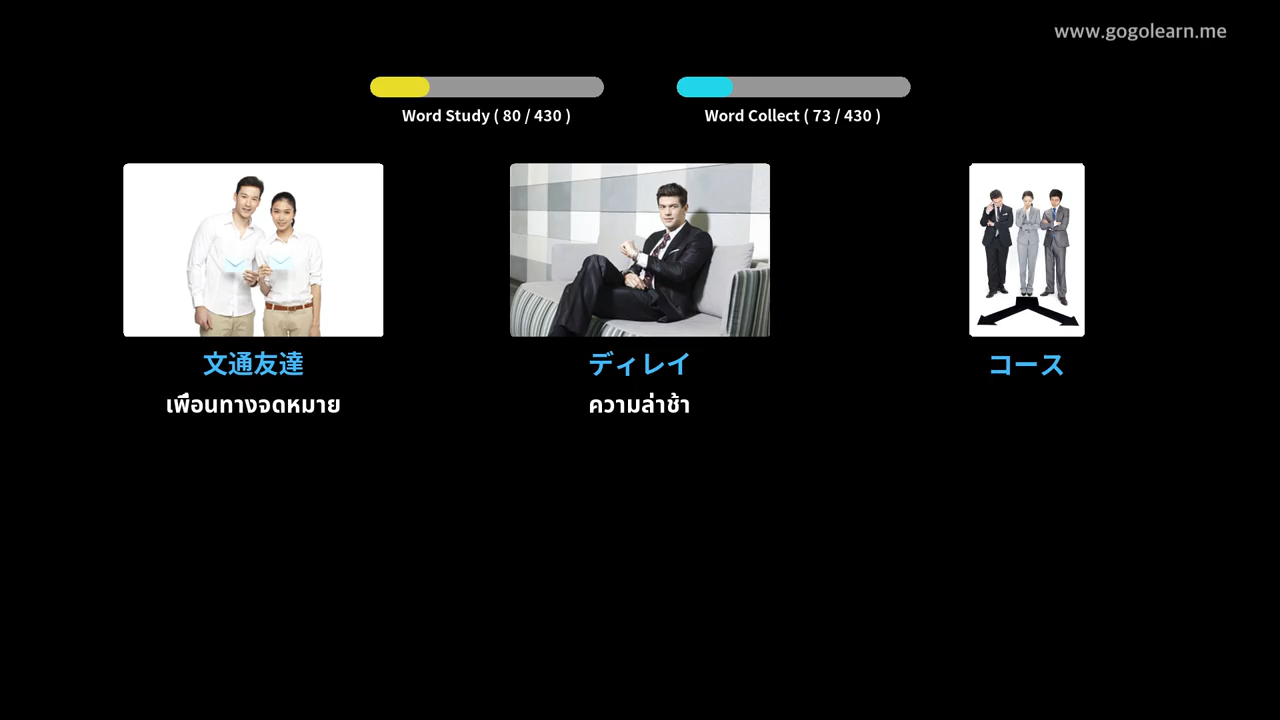 www.gogolearn.me
Word Study ( 80 / 430 )
Word Collect ( 73 / 430 )
文通友達
ディレイ
コース
เพื่อนทางจดหมาย
ความล่าช้า